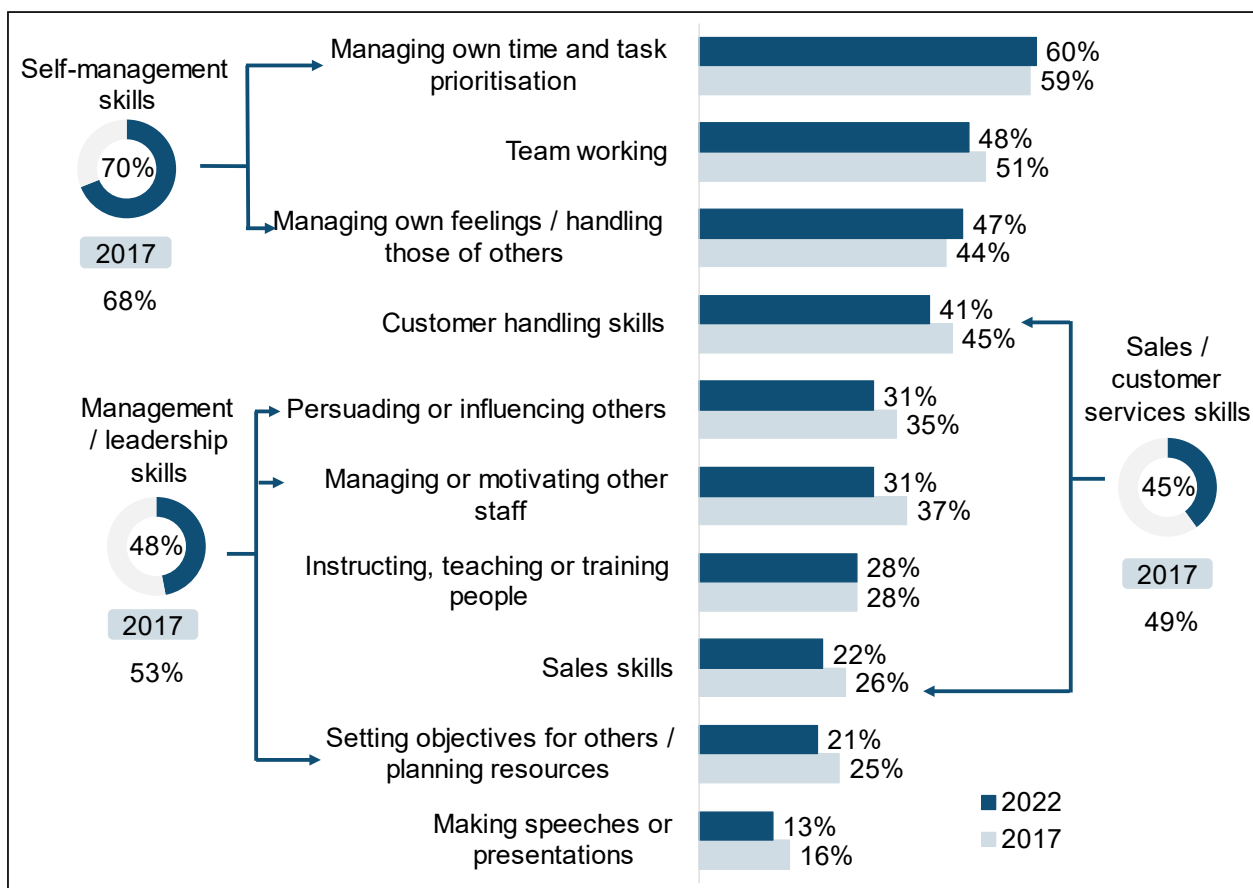 Self-management
skills
70%
2017
68%
Management
/ leadership
skills
48%
2017
53%
Managing own time and task
prioritisation
60%
59%
Team working
48%
51%
Managing own feelings / handling
those of others
47%
44%
Customer handling skills
41%
45%
Persuading or influencing others
31%
35%
Managing or motivating other
staff
31%
37%
Instructing, teaching or training
people
28%
28%
Sales skills
22%
26%
Setting objectives for others /
planning resources
21%
25%
Making speeches or
presentations
13%
16%
Sales /
customer
services skills
45%
2017
49%
2022
2017